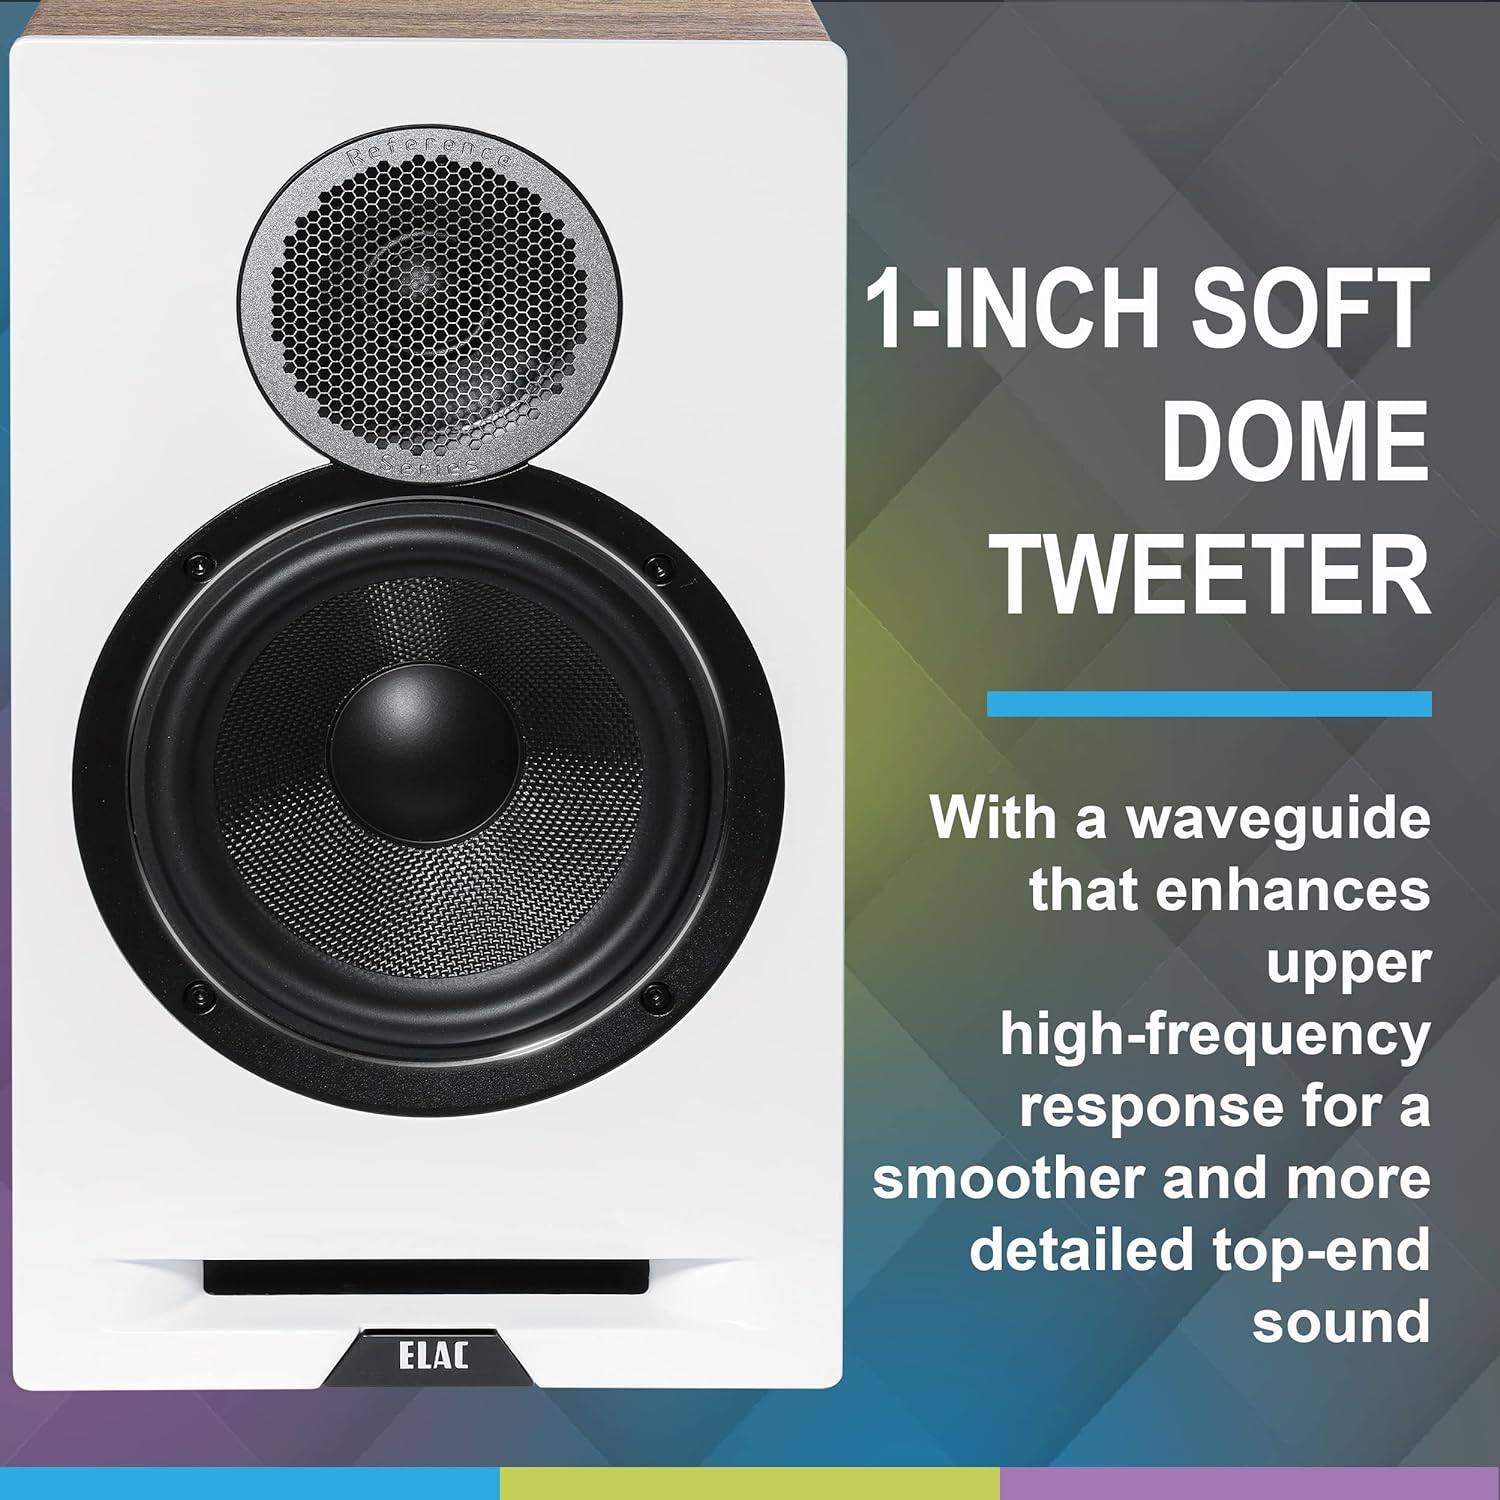 Reference
Series
ELAC
1-INCH SOFT
DOME
TWEETER
With a waveguide
that enhances
upper
high-frequency
response for a
smoother and more
detailed top-end
sound